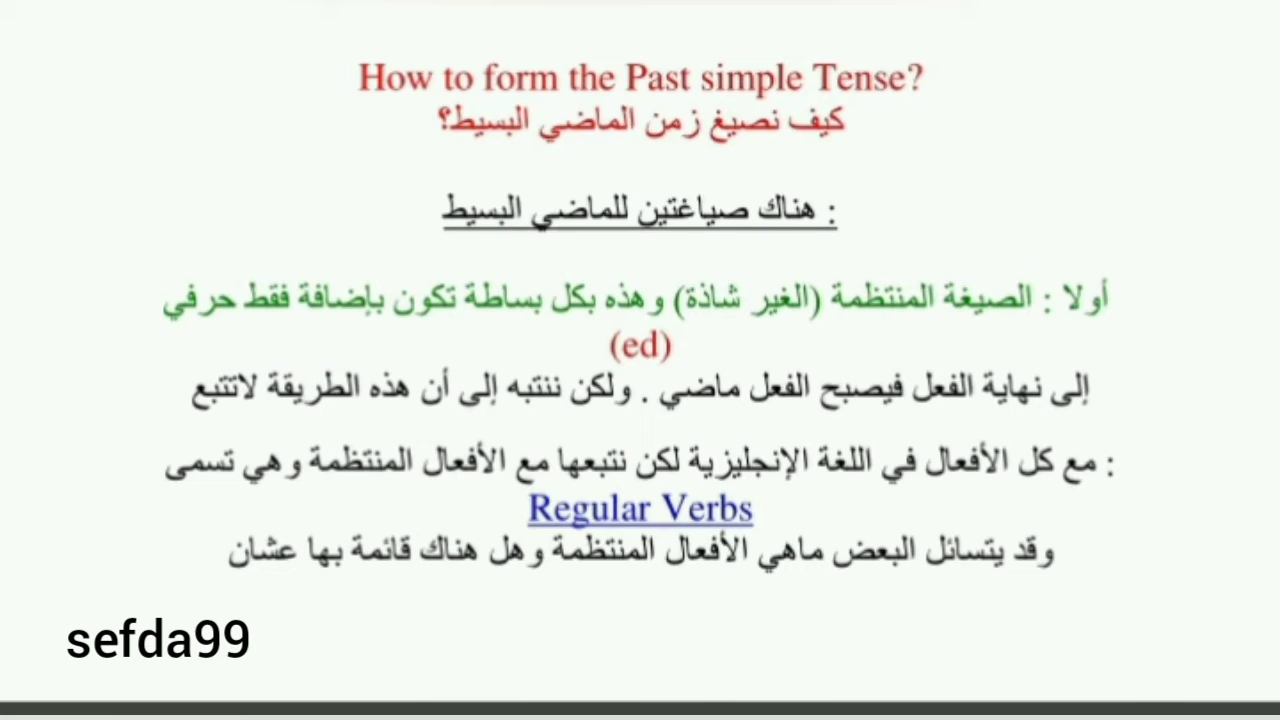 How to form the Past simple Tense?
كيف نصيغ زمن الماضي البسيط؟
: هناك صياغتين للماضي البسيط
أولا : الصيغة المنتظمة (الغير شاذة) وهذه بكل بساطة تكون بإضافة فقط حرفي
(ed)
إلى نهاية الفعل فيصبح الفعل ماضي . ولكن ننتبه إلى أن هذه الطريقة لاتتبع
: مع كل الأفعال في اللغة الإنجليزية لكن نتبعها مع الأفعال المنتظمة وهي تسمى
Regular Verbs
وقد يتسائل البعض ماهي الأفعال المنتظمة وهل هناك قائمة بها عشان
sefda99